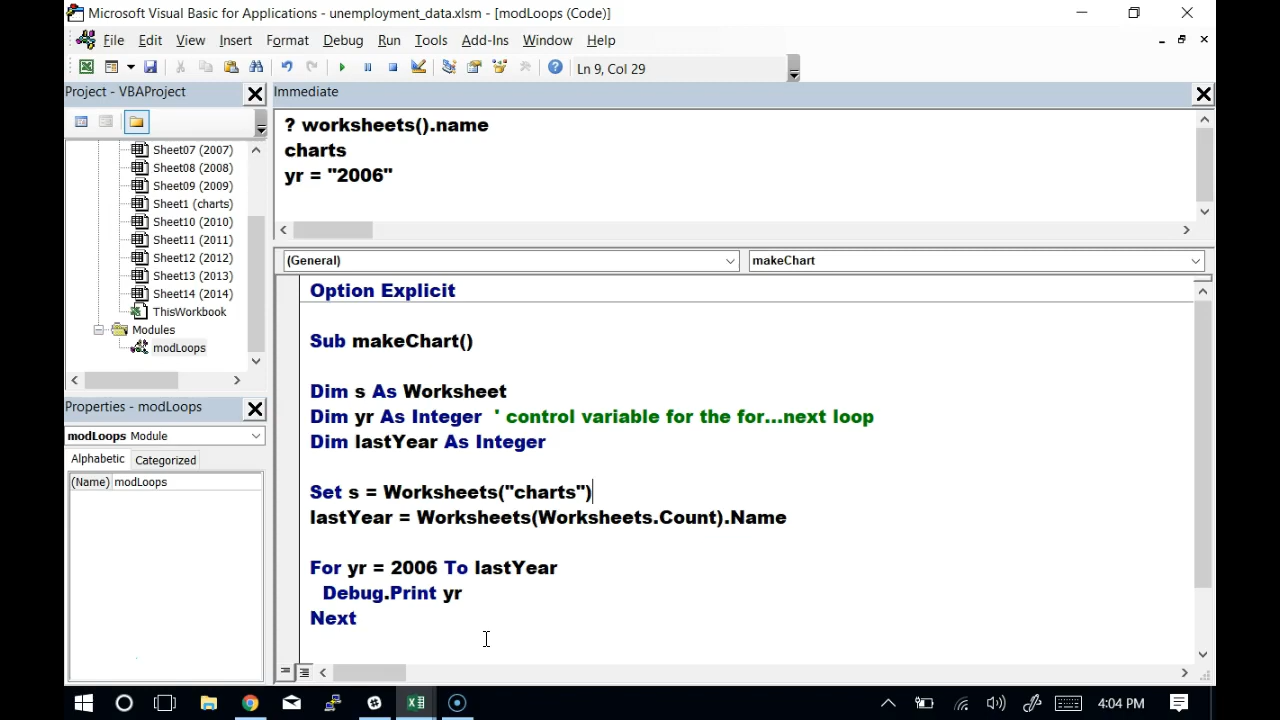 Microsoft Visual Basic for Applications - unemployment_data.xlsm - [modLoops (Code)]
File Edit View Insert Format Debug Run Tools Add-Ins Window Help
Ln 9, Col 29
Project - VBAProject
Sheet07 (2007)
Sheet08 (2008)
Sheet09 (2009)
Sheet1 (charts)
Sheet10 (2010)
Sheet11 (2011)
Sheet12 (2012)
Sheet13 (2013)
Sheet14 (2014)
ThisWorkbook
Modules
modLoops
Properties - modLoops
modLoops Module
Alphabetic Categorized
(Name) modLoops
Immediate
? worksheets().name
charts
yr = "2006"
(General) makeChart
Option Explicit
Sub makeChart()
Dim s As Worksheet
Dim yr As Integer ' control variable for the for...next loop
Dim lastYear As Integer
Set s = Worksheets("charts")
lastYear = Worksheets(Worksheets.Count).Name
For yr = 2006 To lastYear
Debug.Print yr
Next
4:04 PM